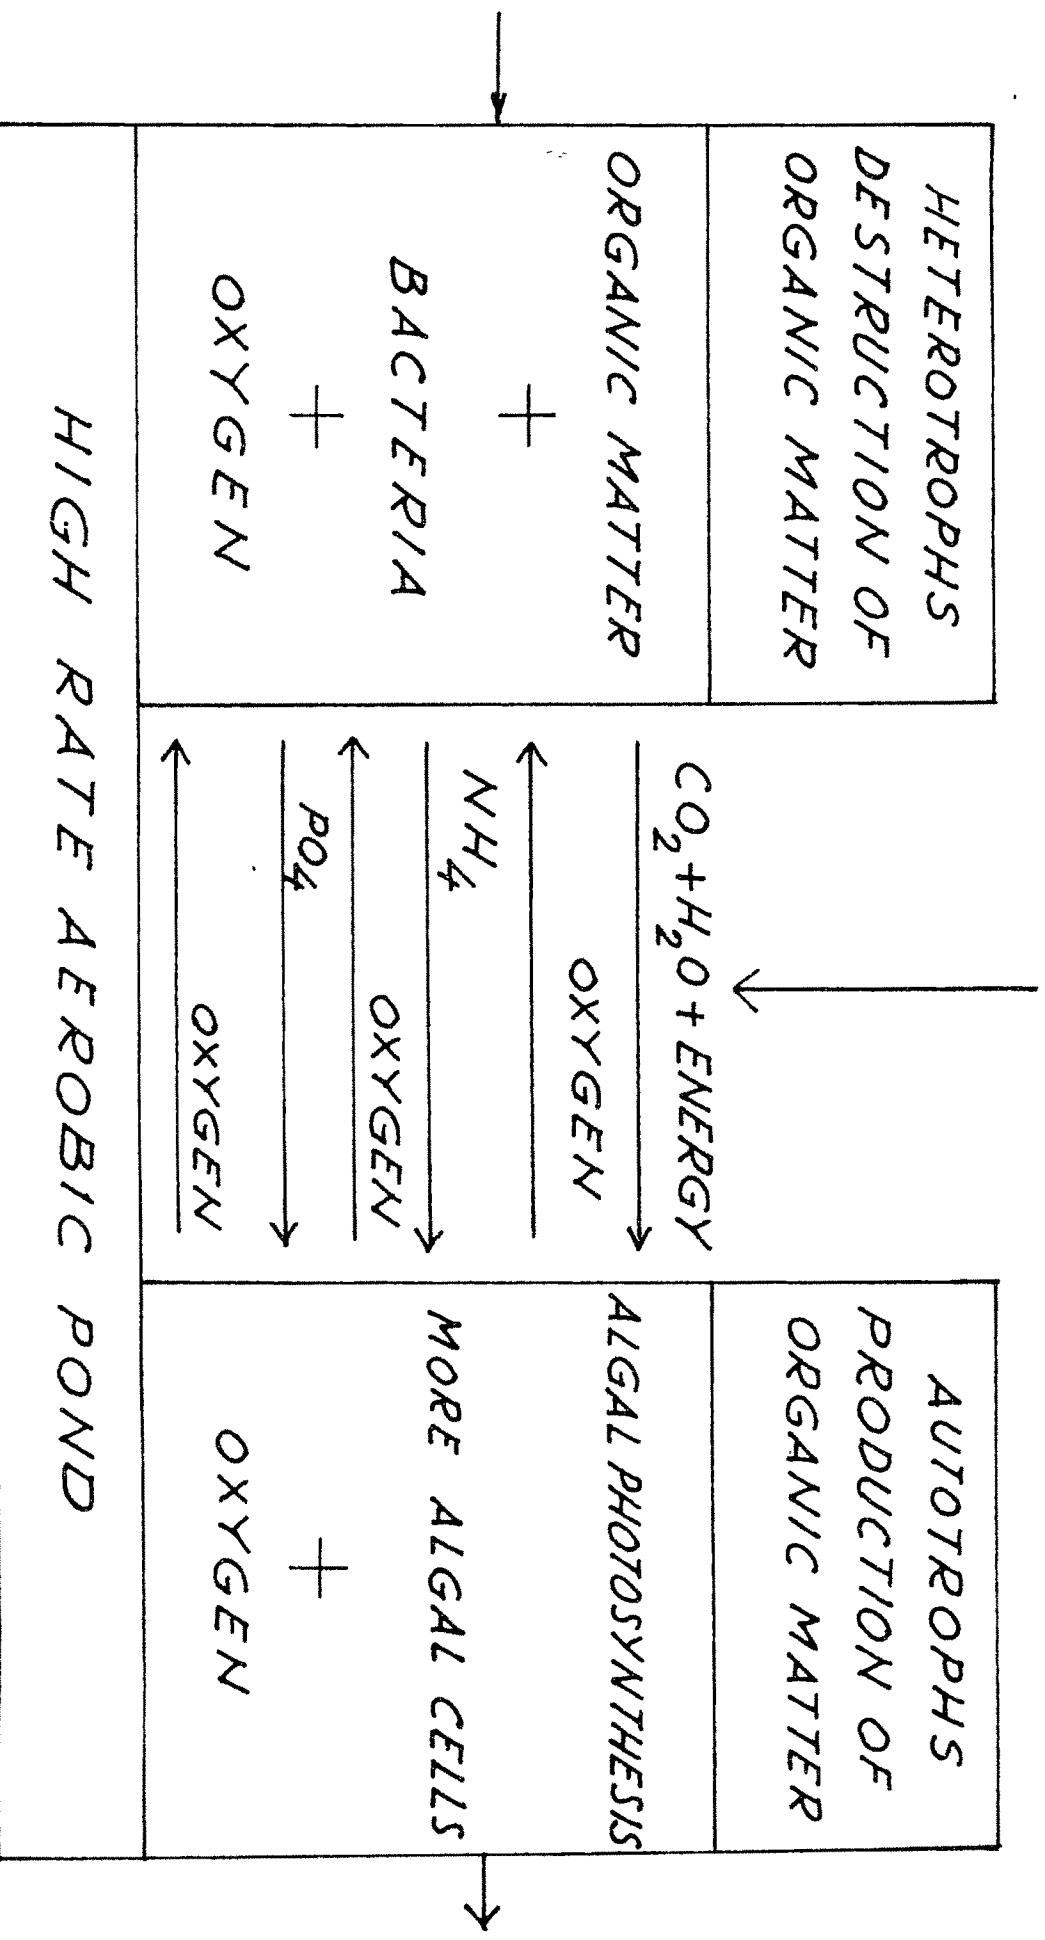 HETEROTROPHS
DESTRUCTION OF
ORGANIC MATTER
ORGANIC MATTER
+
BACTERIA
+
OXYGEN
CO2+H2O+ENERGY
OXYGEN
NH4
OXYGEN
PO4
OXYGEN
AUTOTROPHS
PRODUCTION OF
ORGANIC MATTER
ALGAL PHOTOSYNTHESIS
MORE ALGAL CELLS
+
OXYGEN
HIGH RATE AEROBIC POND